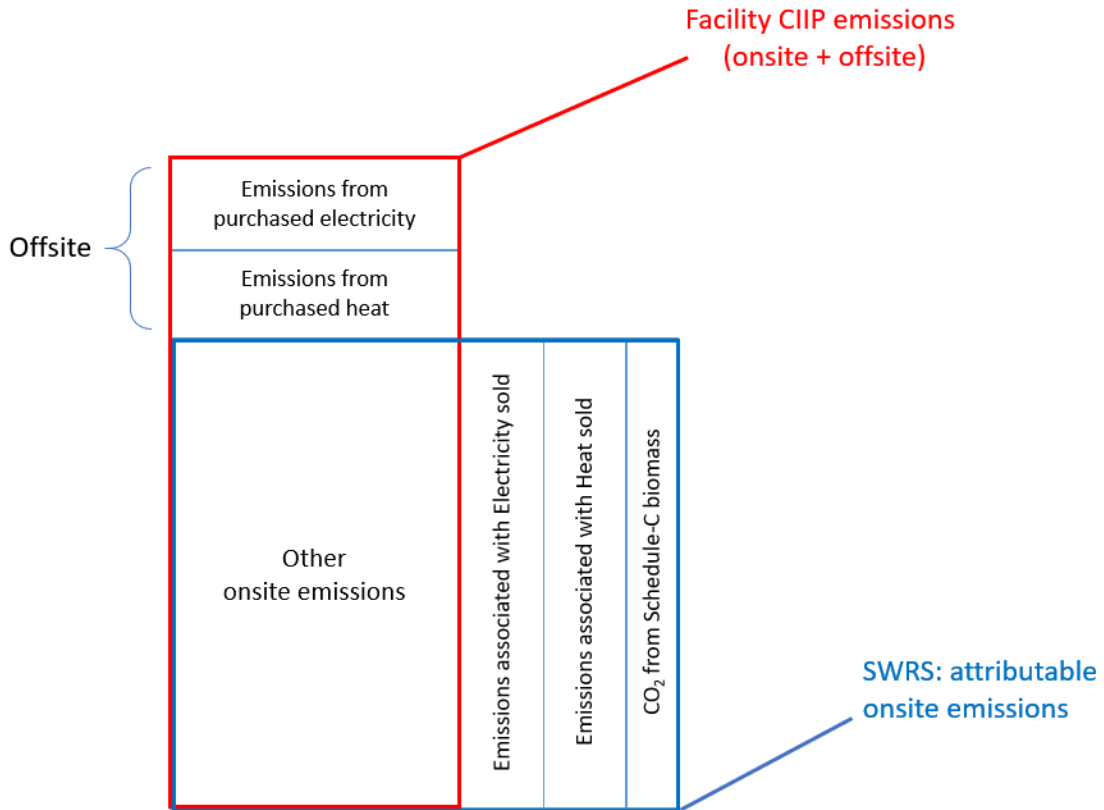 Facility CIIP emissions
(onsite + offsite)
Emissions from
purchased electricity
Offsite
Emissions from
purchased heat
Other
onsite emissions
Emissions associated with Electricity sold
Emissions associated with Heat sold
CO₂ from Schedule-C biomass
SWRS: attributable
onsite emissions